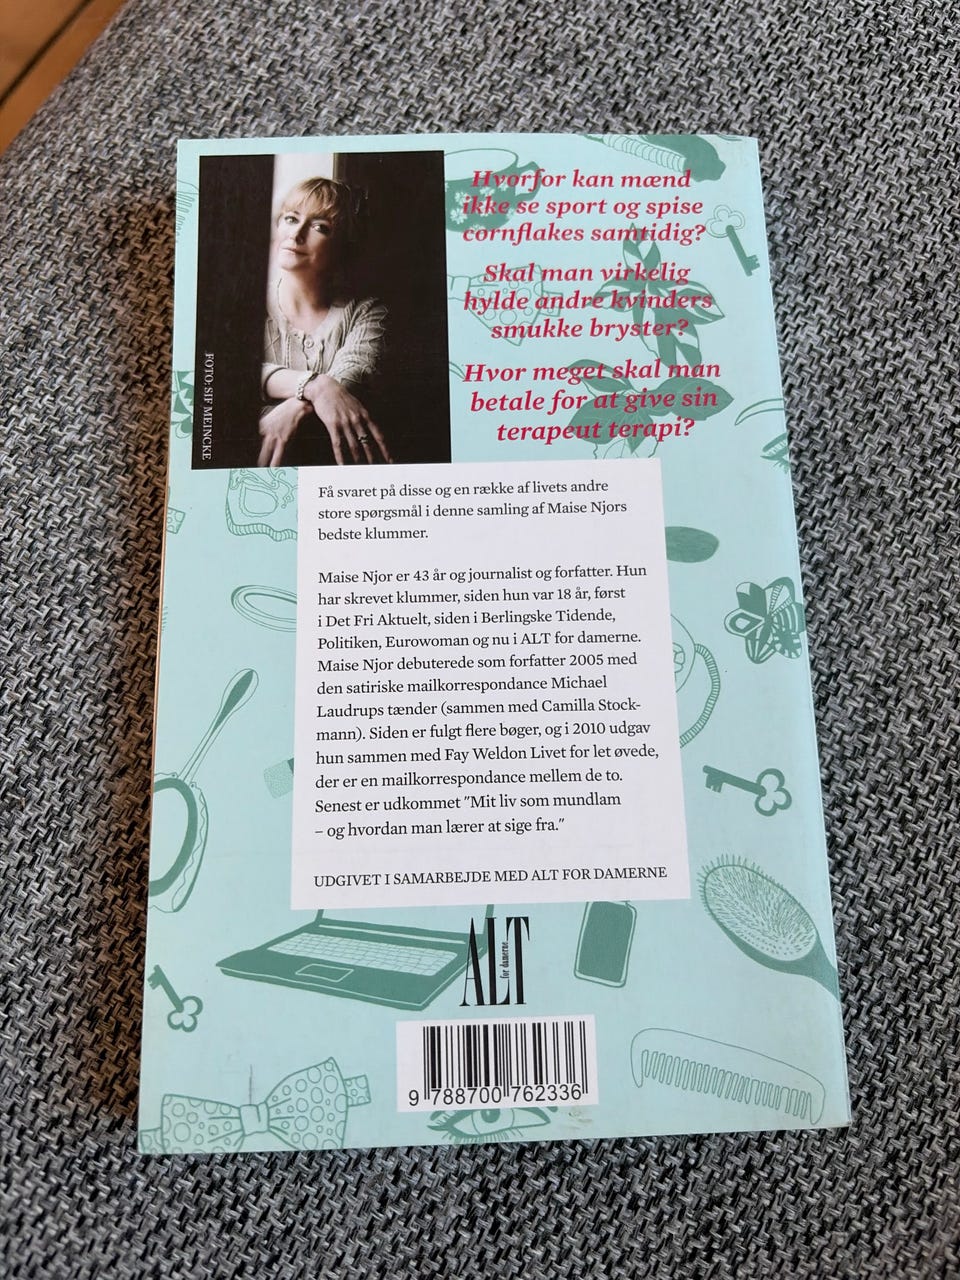 Hvorfor kan mænd
ikke se sport og spise
cornflakes samtidig?
Skal man virkelig
hylde andre kvinders
smukke bryster?
Hvor meget skal man
betale for at give sin
terapeut terapi?
FOTO: SIF MEINCKE
Få svaret på disse og en række af livets andre
store spørgsmål i denne samling af Maise Njors
bedste klummer.
Maise Njor er 43 år og journalist og forfatter. Hun
har skrevet klummer, siden hun var 18 år, først
i Det Fri Aktuelt, siden i Berlingske Tidende,
Politiken, Eurowoman og nu i ALT for damerne.
Maise Njor debuterede som forfatter 2005 med
den satiriske mailkorrespondance Michael
Laudrups tænder (sammen med Camilla Stock-
mann). Siden er fulgt flere bøger, og i 2010 udgav
hun sammen med Fay Weldon Livet for let øvede,
der er en mailkorrespondance mellem de to.
Senest er udkommet "Mit liv som mundlam
– og hvordan man lærer at sige fra."
UDGIVET I SAMARBEJDE MED ALT FOR DAMERNE
ALT for damerne
9 788700 762336